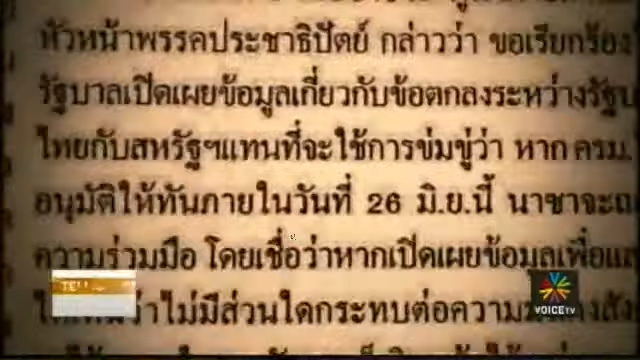 หัวหน้าพรรคประชาธิปัตย์ กล่าวว่า ขอเรียกร้อง
รัฐบาลเปิดเผยข้อมูลเกี่ยวกับข้อตกลงระหว่าง
ไทยกับสหรัฐฯแทนที่จะใช้การข่มขู่ว่า หาก ครม.
อนุมัติให้ทันภายในวันที่ 26 มิ.ย.นี้ นาซาจะ
ความร่วมมือ โดยเชื่อว่าหากเปิดเผยข้อมูลเพื่อ
ว่าไม่มีส่วนใดกระทบต่อความ
VOICETV